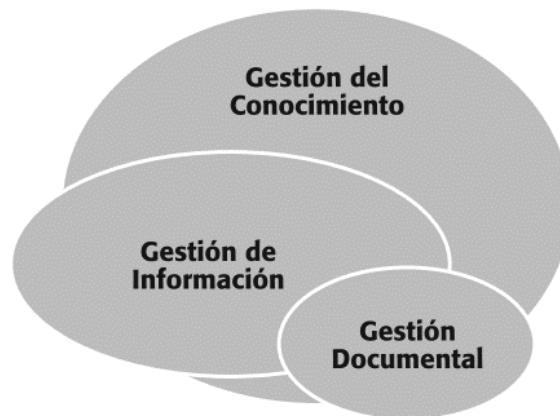 Gestión del
Conocimiento
Gestión de
Información
Gestión
Documental